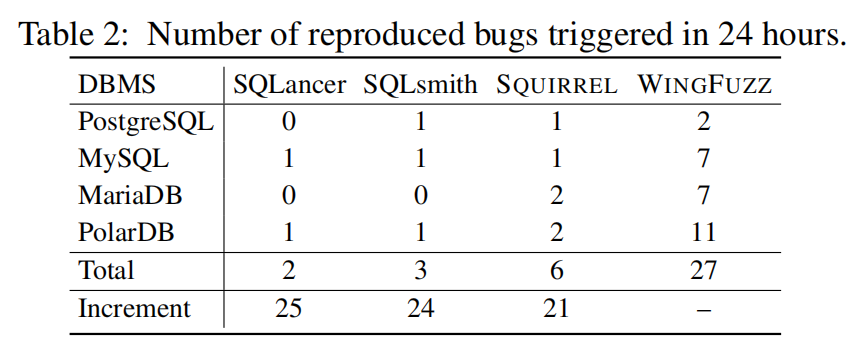 Table 2: Number of reproduced bugs triggered in 24 hours.
DBMS SQLancer SQLsmith SQUIRREL WINGFUZZ
PostgreSQL 0 1 1 2
MySQL 1 1 1 7
MariaDB 0 0 2 7
PolarDB 1 1 2 11
Total 2 3 6 27
Increment 25 24 21 –